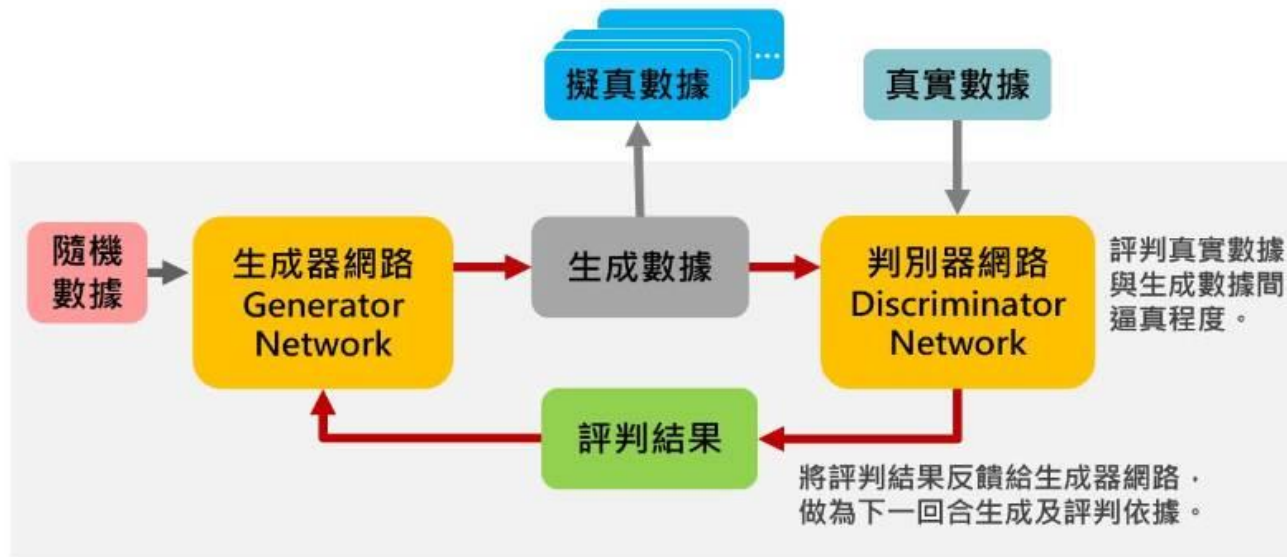 擬真數據
...
真實數據
隨機
數據
生成器網路
Generator
Network
生成數據
判別器網路
Discriminator
Network
評判真實數據
與生成數據間
逼真程度。
評判結果
將評判結果反饋給生成器網路，
做為下一回合生成及評判依據。